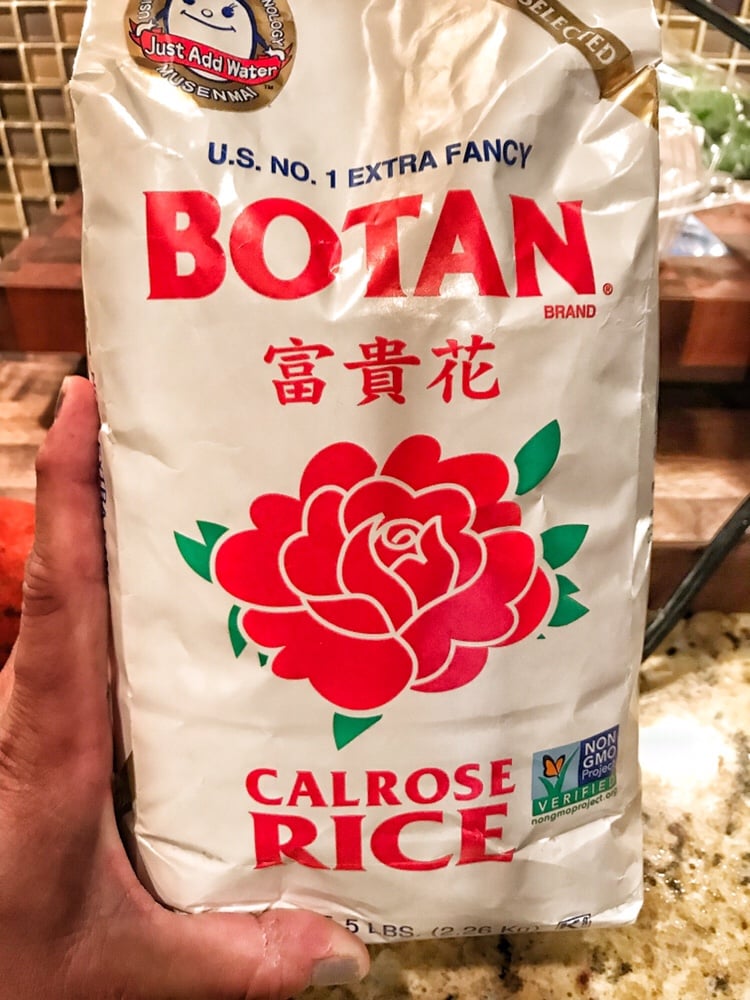 Just Add Water
MUSENMAI
SELECTED
U.S. NO. 1 EXTRA FANCY
BOTAN®
BRAND
富貴花
CALROSE
RICE
NON
GMO
Project
VERIFIED
nongmoproject.org
5 LBS. (2.26 Kg)